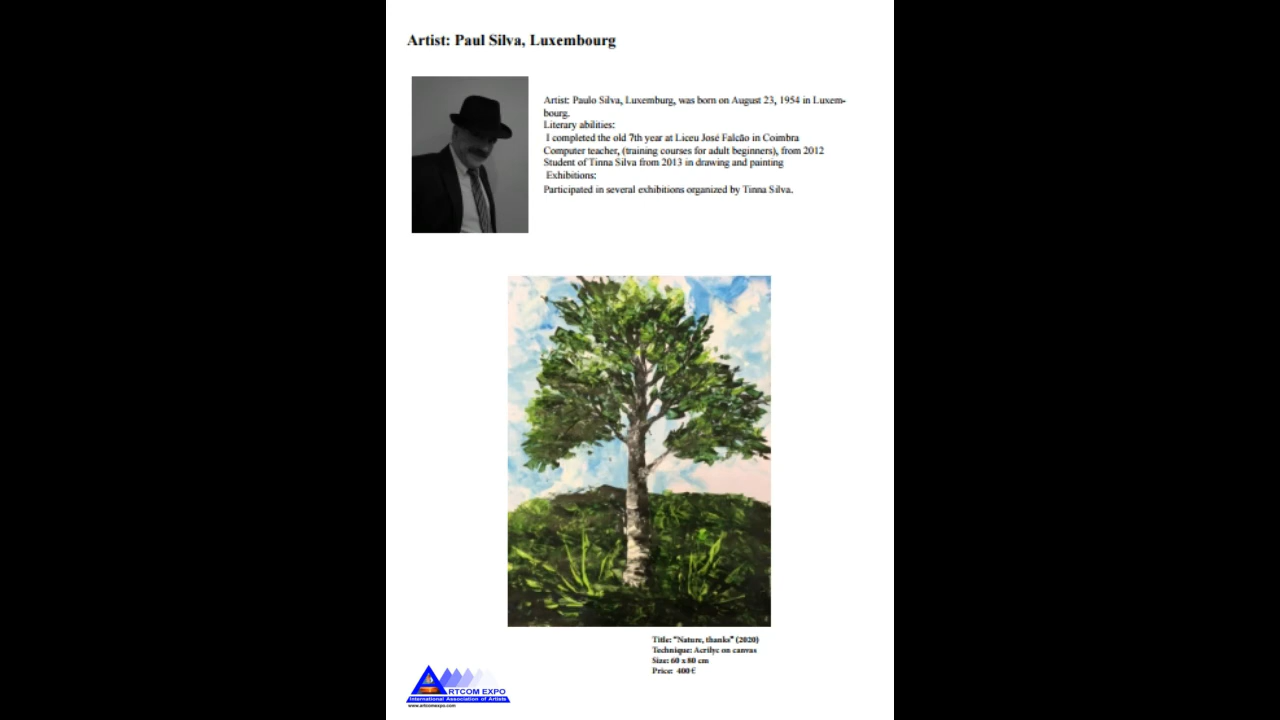 Artist: Paul Silva, Luxembourg
Artist: Paulo Silva, Luxemburg, was born on August 23, 1954 in Luxem-
bourg.
Literary abilities:
I completed the old 7th year at Liceu José Falcão in Coimbra
Computer teacher, (training courses for adult beginners), from 2012
Student of Tinna Silva from 2013 in drawing and painting
Exhibitions:
Participated in several exhibitions organized by Tinna Silva.
Title: "Nature, thanks" (2020)
Technique: Acrilyc on canvas
Size: 60 x 80 cm
Price: 400 €
ARTCOM EXPO
International Association of Artists
www.artcomexpo.com